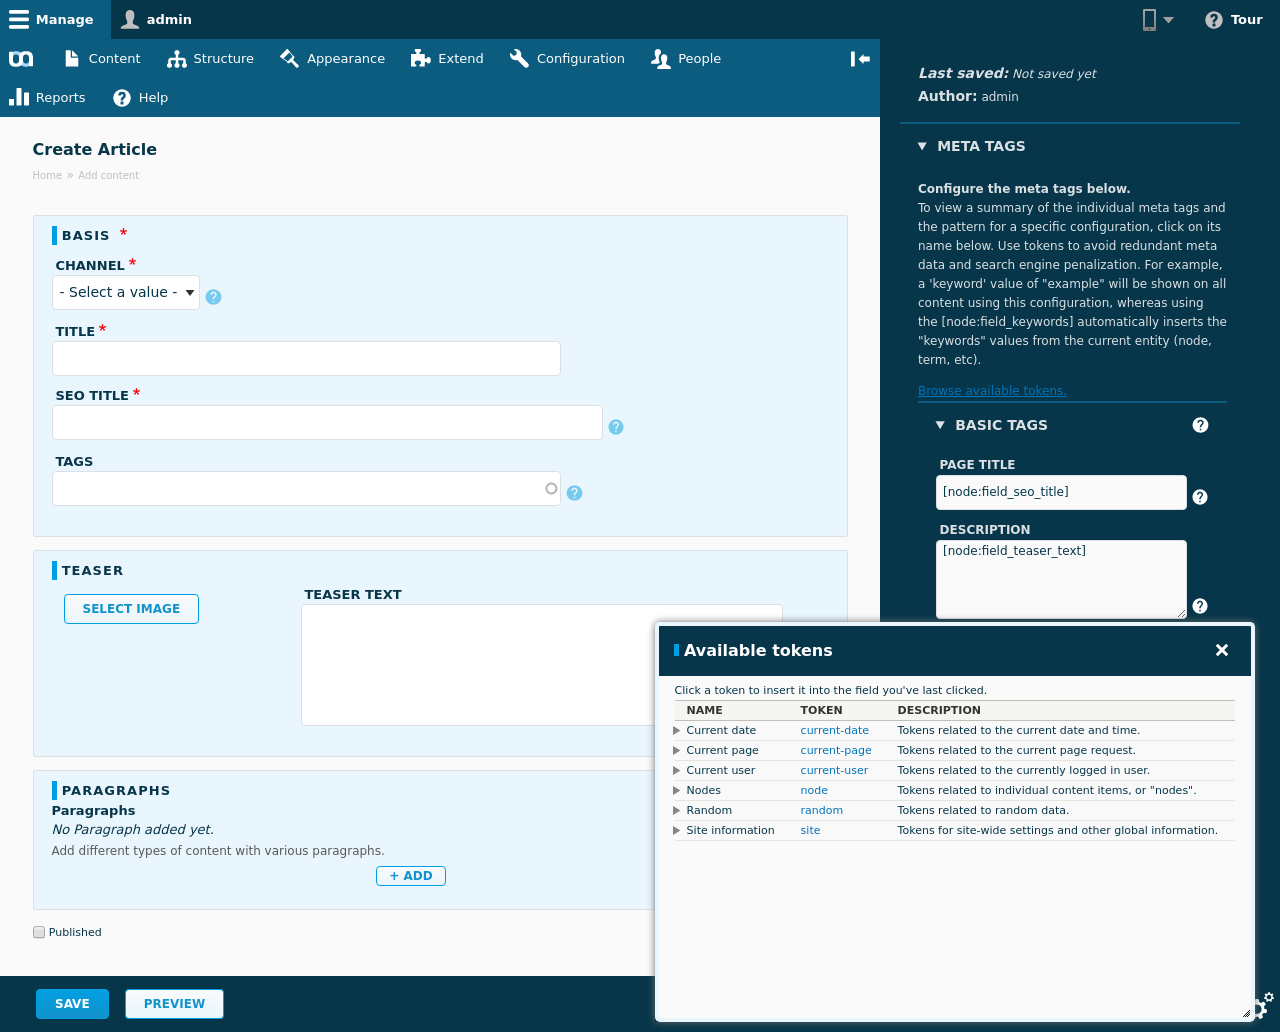 Manage
admin
Tour
Content
Structure
Appearance
Extend
Configuration
People
Reports
Help
Create Article
Home » Add content
BASIS *
CHANNEL *
- Select a value -
?
TITLE *
SEO TITLE *
?
TAGS
?
TEASER
SELECT IMAGE
TEASER TEXT
PARAGRAPHS
Paragraphs
No Paragraph added yet.
Add different types of content with various paragraphs.
+ ADD
Published
SAVE
PREVIEW
Last saved: Not saved yet
Author: admin
META TAGS
Configure the meta tags below.
To view a summary of the individual meta tags and
the pattern for a specific configuration, click on its
name below. Use tokens to avoid redundant meta
data and search engine penalization. For example,
a 'keyword' value of "example" will be shown on all
content using this configuration, whereas using
the [node:field_keywords] automatically inserts the
"keywords" values from the current entity (node,
term, etc).
Browse available tokens.
BASIC TAGS
?
PAGE TITLE
[node:field_seo_title]
?
DESCRIPTION
[node:field_teaser_text]
?
Available tokens
Click a token to insert it into the field you've last clicked.
NAME TOKEN DESCRIPTION
Current date current-date Tokens related to the current date and time.
Current page current-page Tokens related to the current page request.
Current user current-user Tokens related to the currently logged in user.
Nodes node Tokens related to individual content items, or "nodes".
Random random Tokens related to random data.
Site information site Tokens for site-wide settings and other global information.